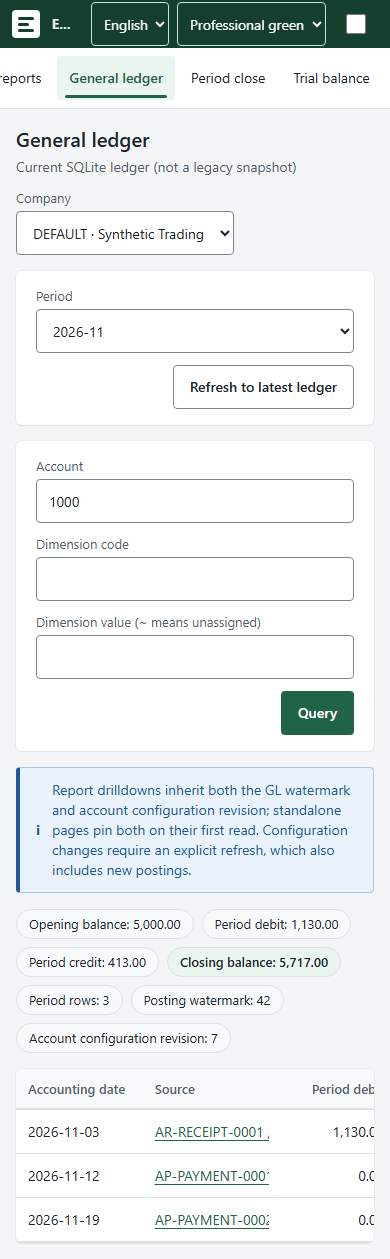 E...
English
Professional green
reports
General ledger
Period close
Trial balance
General ledger
Current SQLite ledger (not a legacy snapshot)
Company
DEFAULT · Synthetic Trading
Period
2026-11
Refresh to latest ledger
Account
1000
Dimension code
Dimension value (~ means unassigned)
Query
i
Report drilldowns inherit both the GL watermark
and account configuration revision; standalone
pages pin both on their first read. Configuration
changes require an explicit refresh, which also
includes new postings.
Opening balance: 5,000.00
Period debit: 1,130.00
Period credit: 413.00
Closing balance: 5,717.00
Period rows: 3
Posting watermark: 42
Account configuration revision: 7
Accounting date Source Period deb
2026-11-03 AR-RECEIPT-0001 / 1,130.0
2026-11-12 AP-PAYMENT-0001 0.0
2026-11-19 AP-PAYMENT-0002 0.0